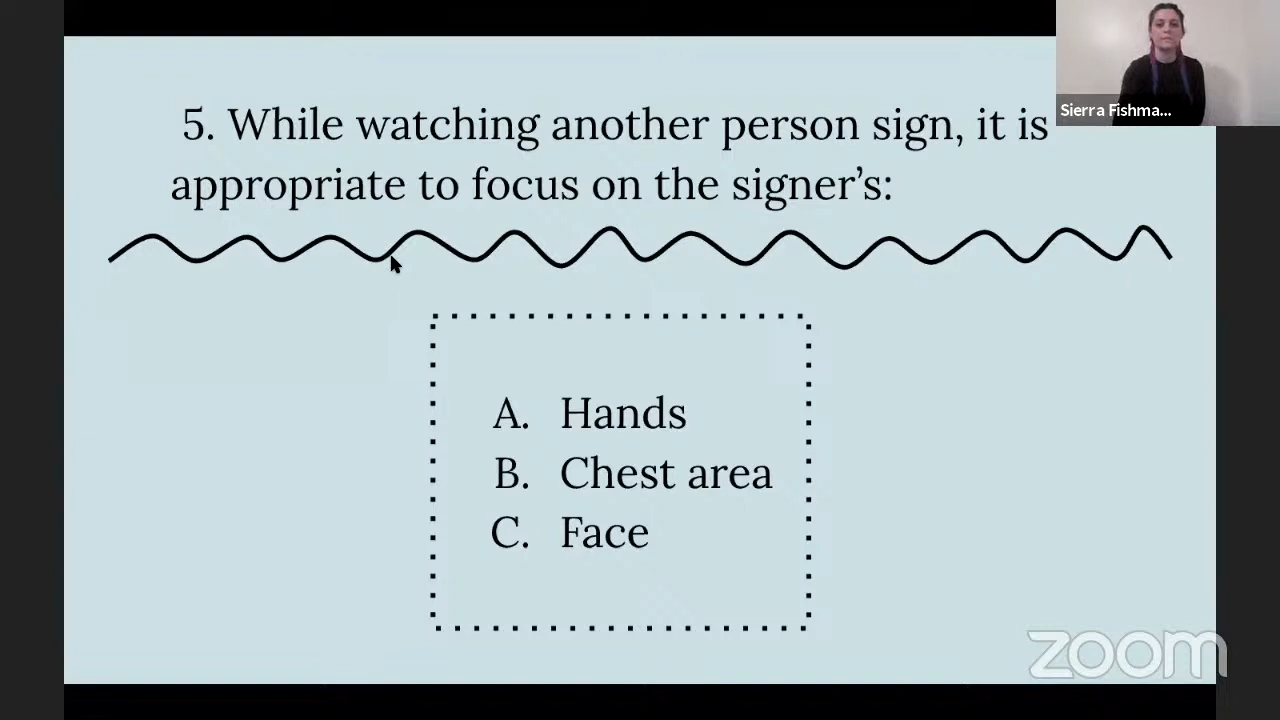 5. While watching another person sign, it is
appropriate to focus on the signer’s:
Sierra Fishma...
A. Hands
B. Chest area
C. Face
zoom